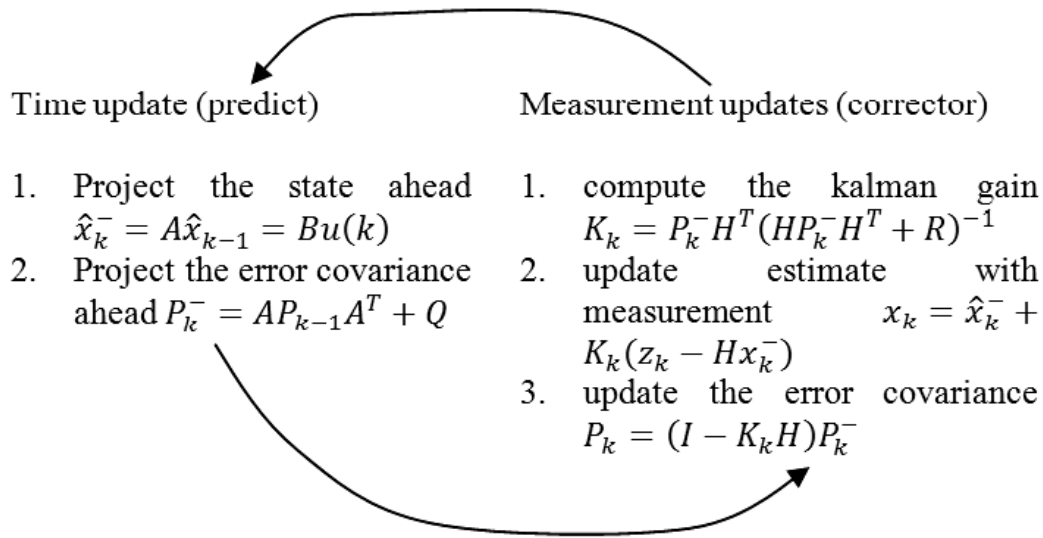 Time update (predict)
1. Project the state ahead
x̂ₖ⁻ = Ax̂ₖ₋₁ = Bu(k)
2. Project the error covariance
ahead Pₖ⁻ = APₖ₋₁Aᵀ + Q
Measurement updates (corrector)
1. compute the kalman gain
Kₖ = Pₖ⁻Hᵀ(HPₖ⁻Hᵀ + R)⁻¹
2. update estimate with
measurement xₖ = x̂ₖ⁻ +
Kₖ(zₖ − Hxₖ⁻)
3. update the error covariance
Pₖ = (I − KₖH)Pₖ⁻